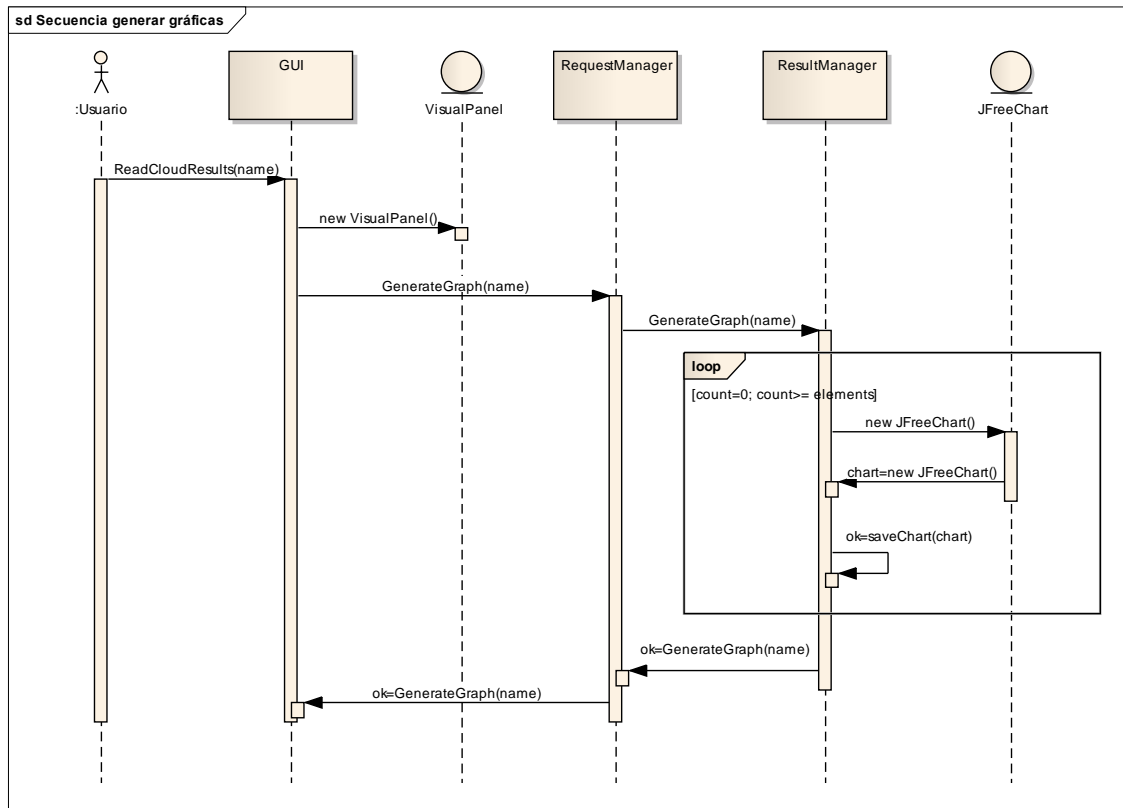 sd Secuencia generar gráficas
:Usuario
GUI
VisualPanel
RequestManager
ResultManager
JFreeChart
ReadCloudResults(name)
new VisualPanel()
GenerateGraph(name)
GenerateGraph(name)
loop
[count=0; count>= elements]
new JFreeChart()
chart=new JFreeChart()
ok=saveChart(chart)
ok=GenerateGraph(name)
ok=GenerateGraph(name)